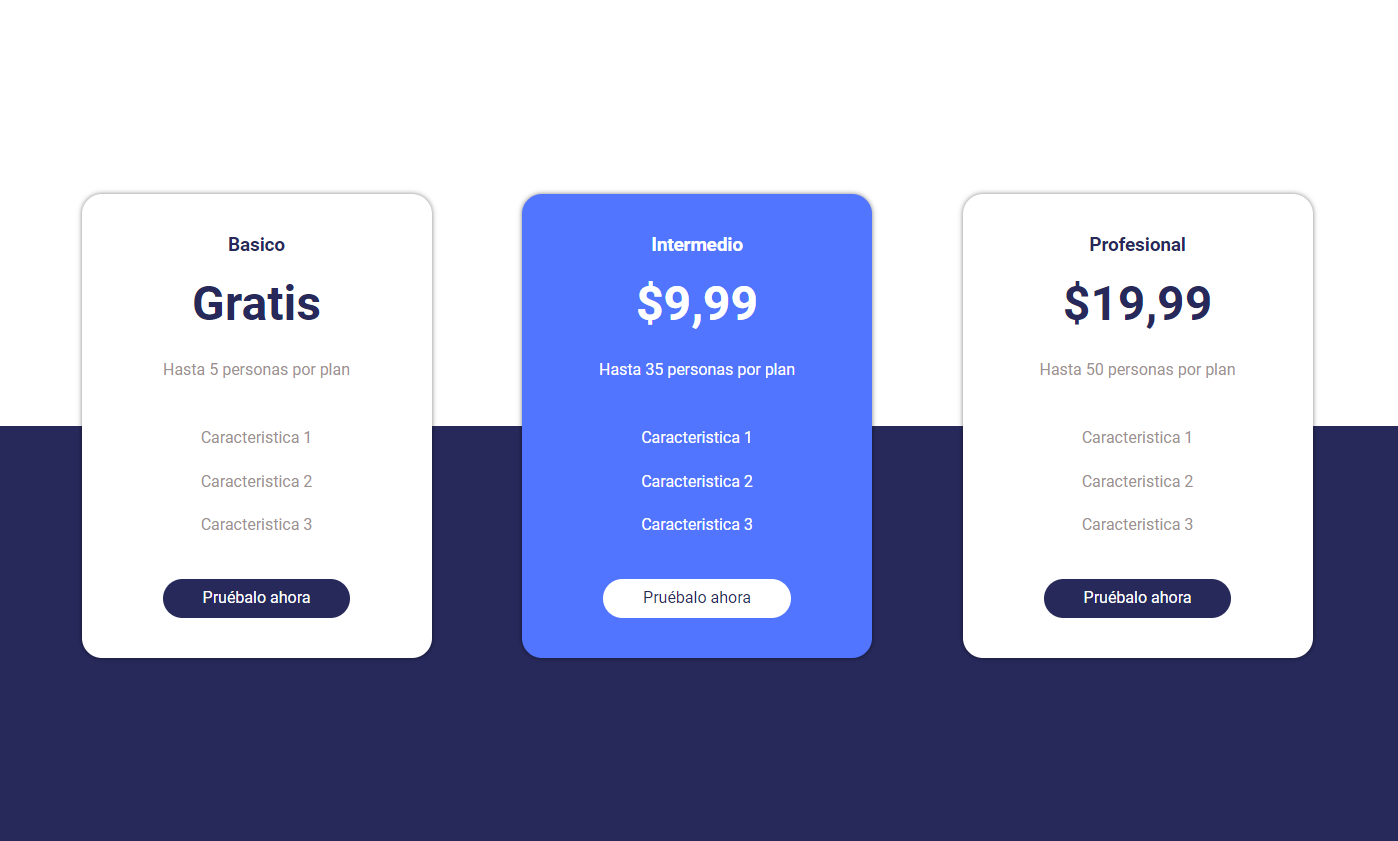 Basico
Gratis
Hasta 5 personas por plan
Caracteristica 1
Caracteristica 2
Caracteristica 3
Pruébalo ahora
Intermedio
$9,99
Hasta 35 personas por plan
Caracteristica 1
Caracteristica 2
Caracteristica 3
Pruébalo ahora
Profesional
$19,99
Hasta 50 personas por plan
Caracteristica 1
Caracteristica 2
Caracteristica 3
Pruébalo ahora